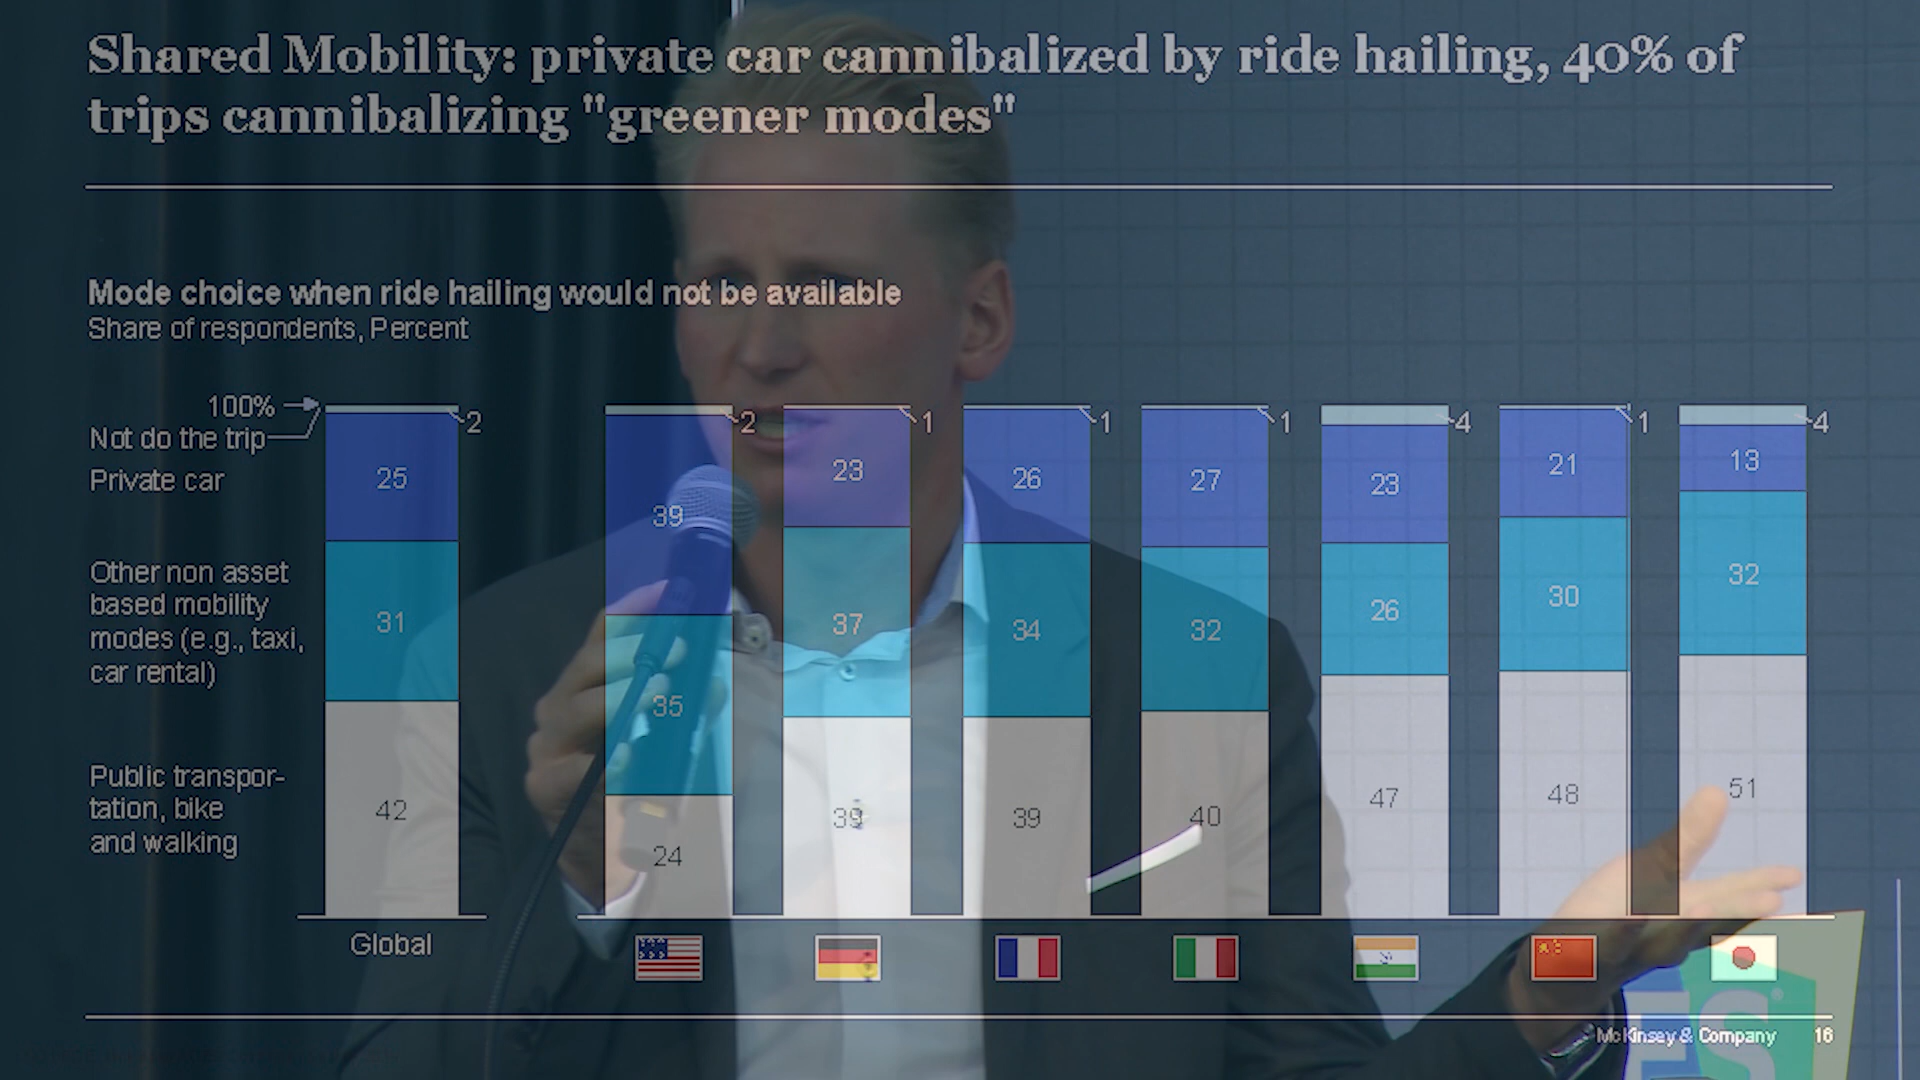 Shared Mobility: private car cannibalized by ride hailing, 40% of
trips cannibalizing "greener modes"
Mode choice when ride hailing would not be available
Share of respondents, Percent
100%
Not do the trip
Private car
Other non asset
based mobility
modes (e.g., taxi,
car rental)
Public transpor-
tation, bike
and walking
2 2 1 1 1 4 1 4
25 39 23 26 27 23 21 13
31 35 37 34 32 26 30 32
42 24 39 39 40 47 48 51
Global
ES
McKinsey & Company 16